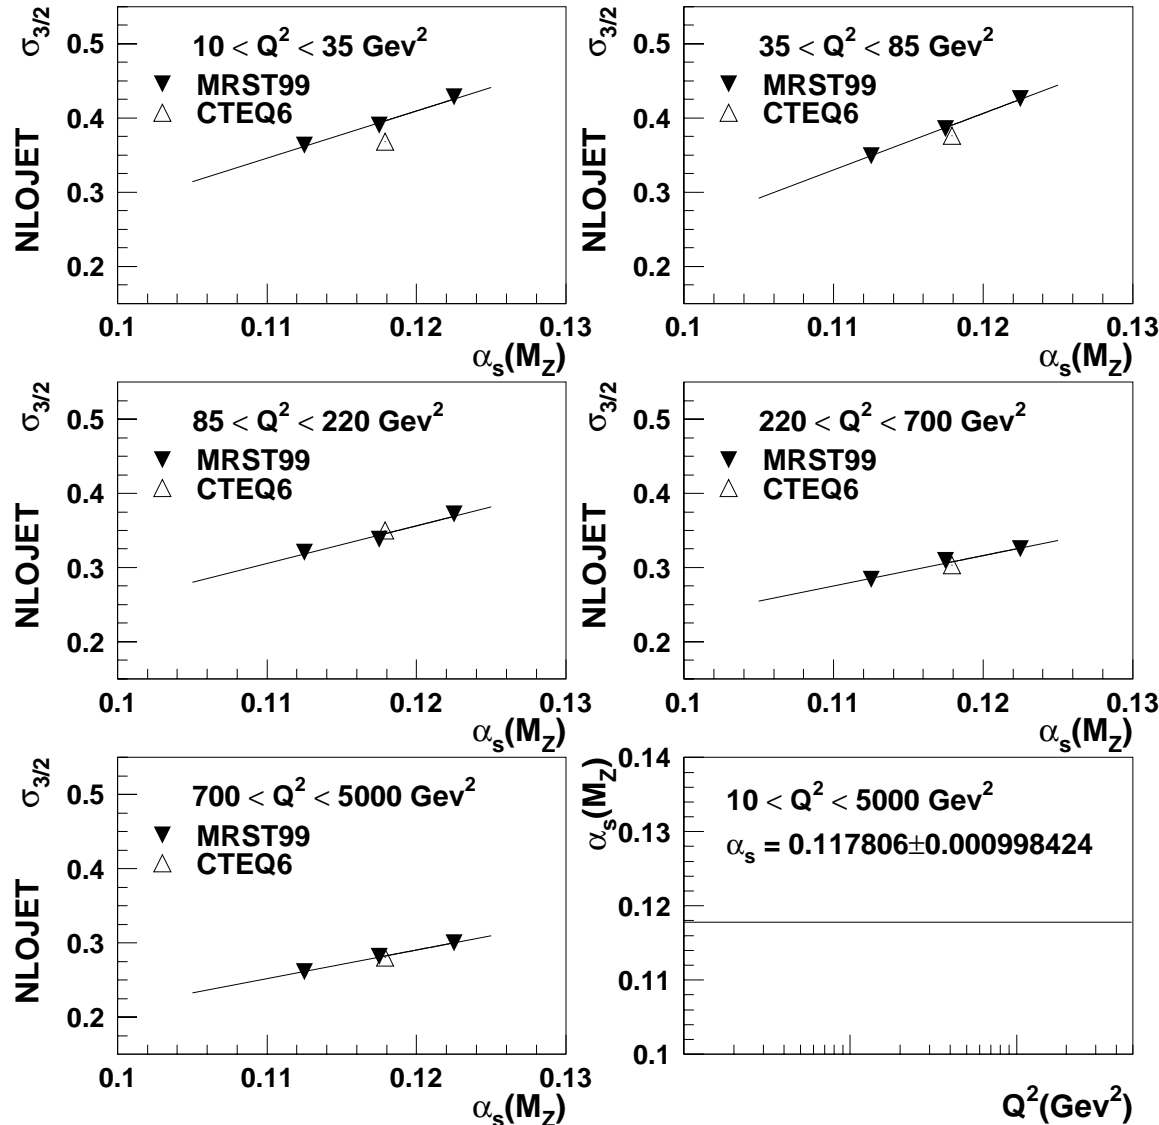 σ3/2
NLOJET
10 < Q² < 35 Gev²
▼ MRST99
△ CTEQ6
0.5
0.4
0.3
0.2
0.1 0.11 0.12 0.13
αs(MZ)
σ3/2
NLOJET
35 < Q² < 85 Gev²
▼ MRST99
△ CTEQ6
0.5
0.4
0.3
0.2
0.1 0.11 0.12 0.13
αs(MZ)
σ3/2
NLOJET
85 < Q² < 220 Gev²
▼ MRST99
△ CTEQ6
0.5
0.4
0.3
0.2
0.1 0.11 0.12 0.13
αs(MZ)
σ3/2
NLOJET
220 < Q² < 700 Gev²
▼ MRST99
△ CTEQ6
0.5
0.4
0.3
0.2
0.1 0.11 0.12 0.13
αs(MZ)
σ3/2
NLOJET
700 < Q² < 5000 Gev²
▼ MRST99
△ CTEQ6
0.5
0.4
0.3
0.2
0.1 0.11 0.12 0.13
αs(MZ)
αs(MZ)
10 < Q² < 5000 Gev²
αs = 0.117806±0.000998424
0.14
0.13
0.12
0.11
0.1
Q²(Gev²)